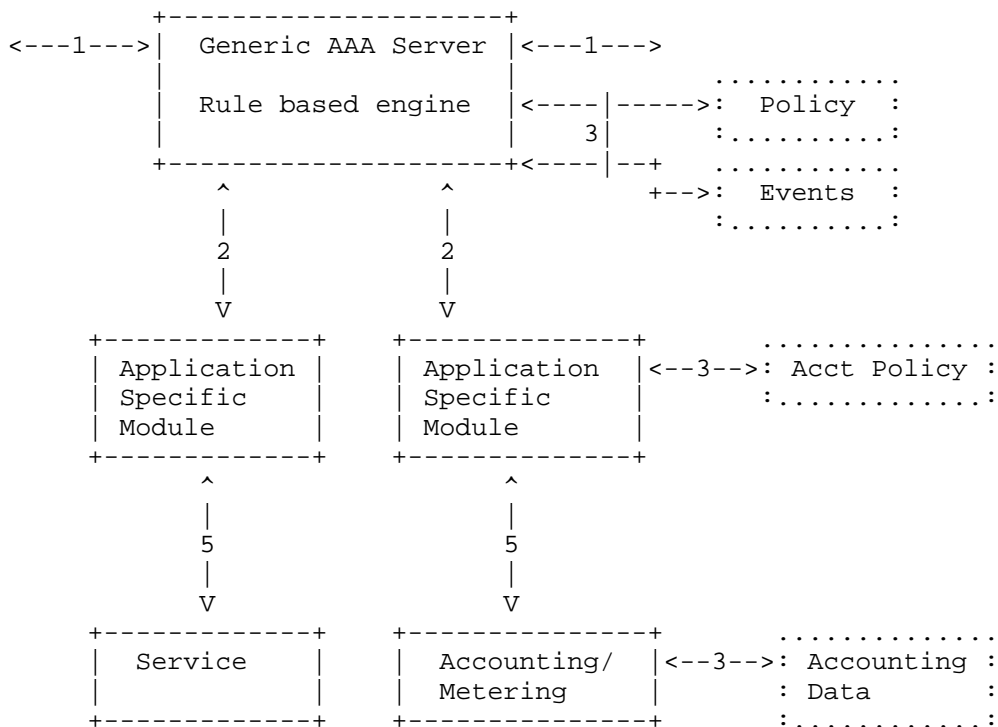 <---1--->| Generic AAA Server |<---1--->
Rule based engine |<----|----->: Policy :
3|
Events
2 2
Application Application |<--3-->: Acct Policy :
Specific Specific
Module Module
5 5
Service Accounting/ |<--3-->: Accounting :
Metering : Data :